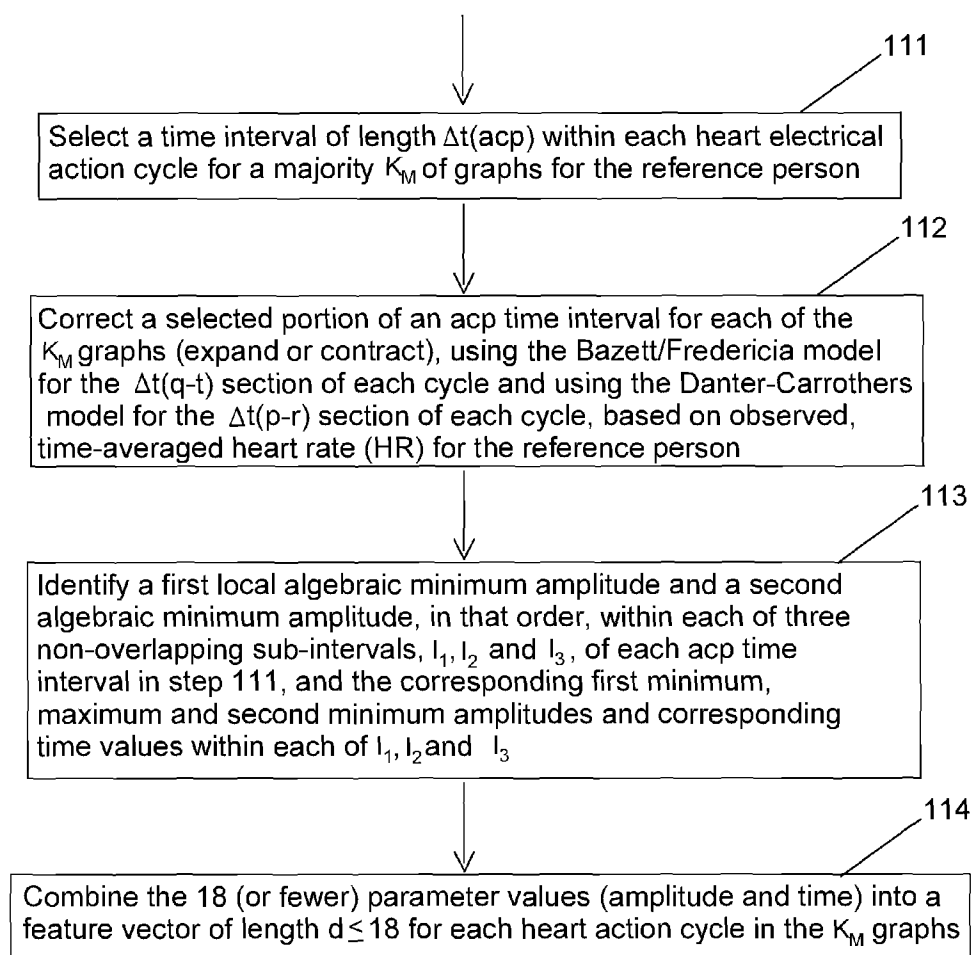 111
Select a time interval of length Δt(acp) within each heart electrical
action cycle for a majority K_M of graphs for the reference person
112
Correct a selected portion of an acp time interval for each of the
K_M graphs (expand or contract), using the Bazett/Fredericia model
for the Δt(q-t) section of each cycle and using the Danter-Carrothers
model for the Δt(p-r) section of each cycle, based on observed,
time-averaged heart rate (HR) for the reference person
113
Identify a first local algebraic minimum amplitude and a second
algebraic minimum amplitude, in that order, within each of three
non-overlapping sub-intervals, I₁, I₂ and I₃, of each acp time
interval in step 111, and the corresponding first minimum,
maximum and second minimum amplitudes and corresponding
time values within each of I₁, I₂ and I₃
114
Combine the 18 (or fewer) parameter values (amplitude and time) into a
feature vector of length d ≤ 18 for each heart action cycle in the K_M graphs